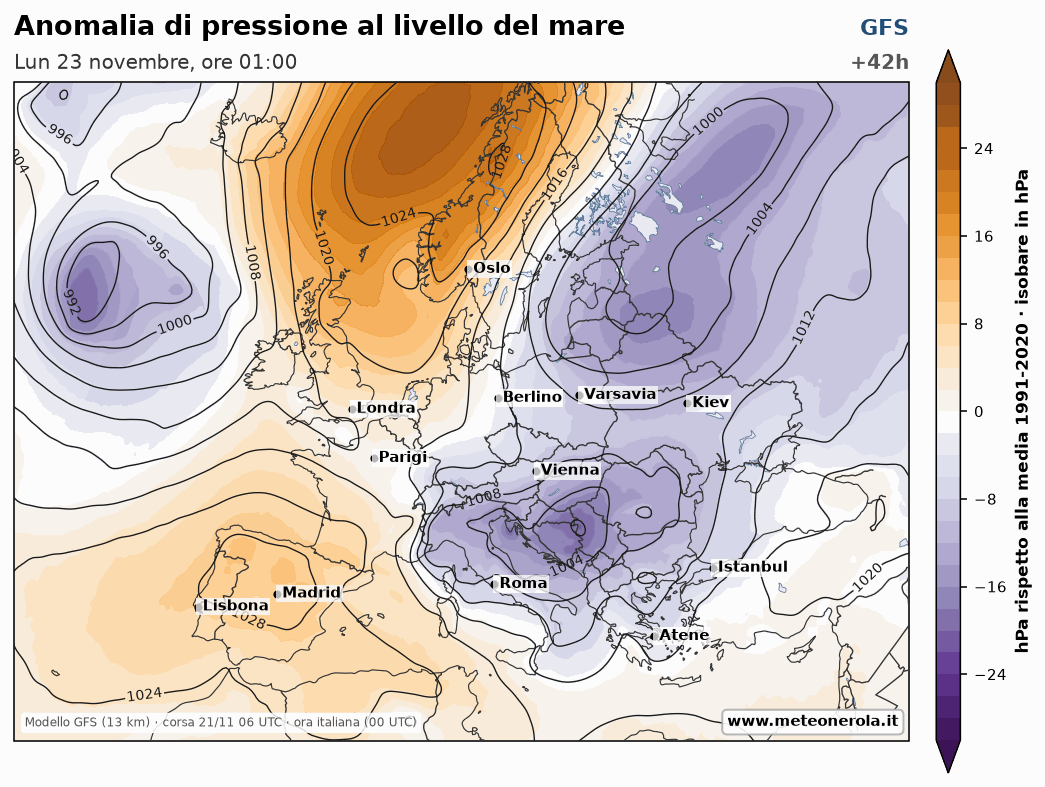 Anomalia di pressione al livello del mare
GFS
Lun 23 novembre, ore 01:00
+42h
996
1000
1028
004
1016
1024
1004
1020
996
1008
Oslo
992
1000
1012
Londra
Berlino
Varsavia
Kiev
Parigi
Vienna
1008
1004
Istanbul
1020
Roma
Madrid
Lisbona
1028
Atene
1024
Modello GFS (13 km) · corsa 21/11 06 UTC · ora italiana (00 UTC)
www.meteonerola.it
24
16
8
0
−8
−16
−24
hPa rispetto alla media 1991-2020 · isobare in hPa